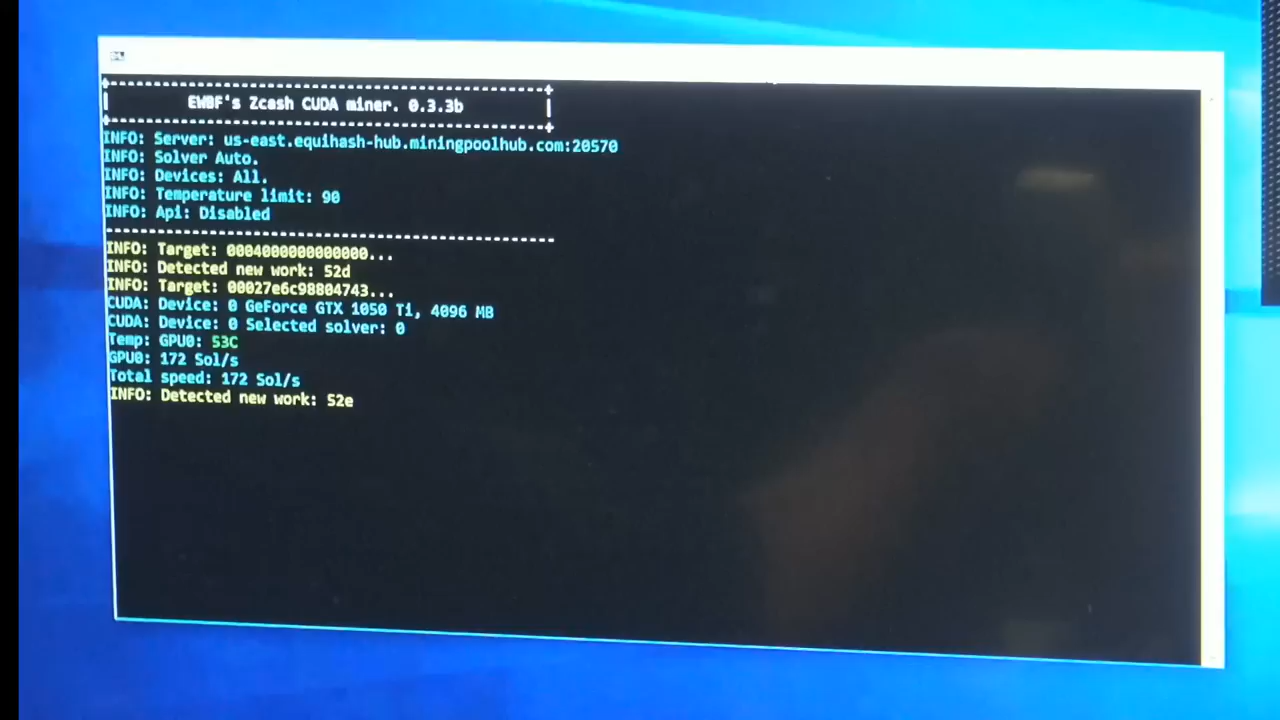 EWBF's Zcash CUDA miner. 0.3.3b
INFO: Server: us-east.equihash-hub.miningpoolhub.com:20570
INFO: Solver Auto.
INFO: Devices: All.
INFO: Temperature limit: 90
INFO: Api: Disabled
INFO: Target: 0004000000000000...
INFO: Detected new work: 52d
INFO: Target: 00027e6c98804743...
CUDA: Device: 0 GeForce GTX 1050 Ti, 4096 MB
CUDA: Device: 0 Selected solver: 0
Temp: GPU0: 53C
GPU0: 172 Sol/s
Total speed: 172 Sol/s
INFO: Detected new work: 52e